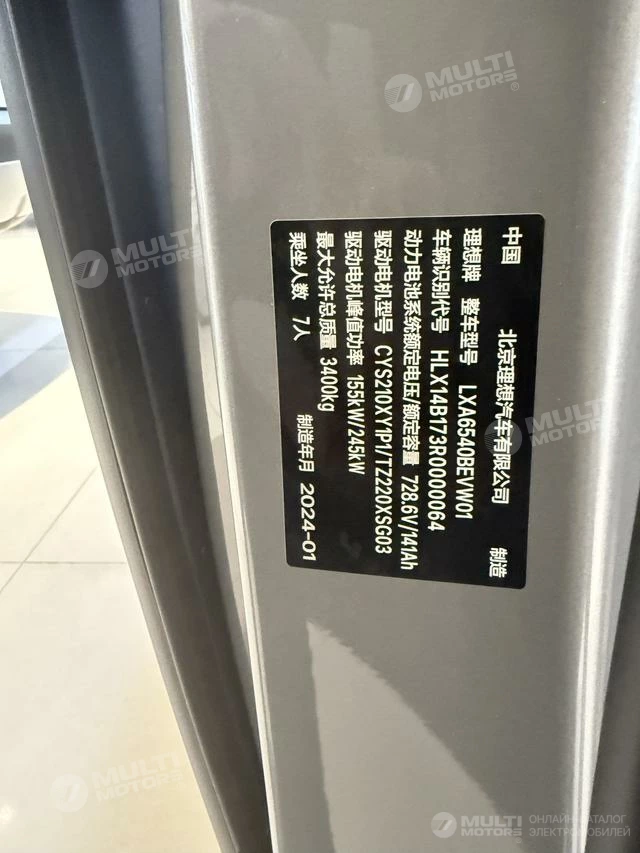 中国 北京理想汽车有限公司 制造
理想牌 整车型号 LXA6540BEVW01
车辆识别代号 HLX14B173R0000064
动力电池系统额定电压/额定容量 728.6V/141Ah
驱动电机型号 CYS210XY1P1/TZ220XSG03
驱动电机峰值功率 155kW/245kW
最大允许总质量 3400kg
乘坐人数 7人 制造年月 2024-01
MULTI
MOTORS®
MULTI
MOTORS
MULTI
MOTORS
MULTI
MOTORS
MULTI
MOTORS
ОНЛАЙН-КАТАЛОГ
ЭЛЕКТРОМОБИЛЕЙ